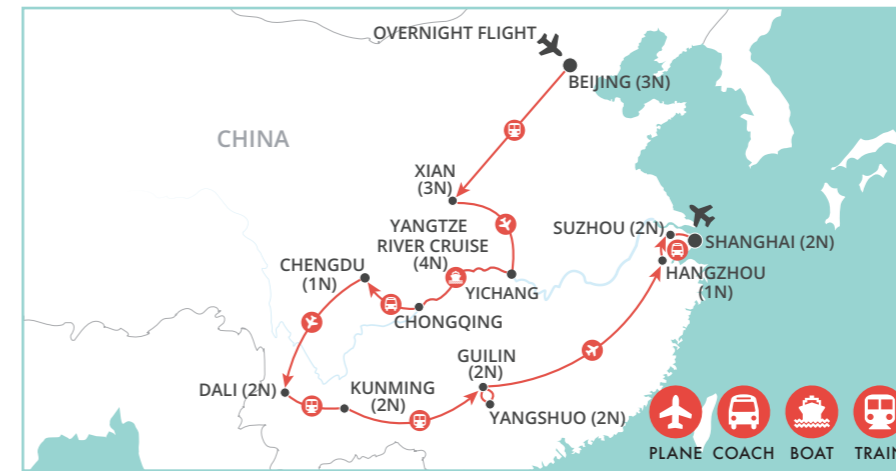 OVERNIGHT FLIGHT
BEIJING (3N)
CHINA
XIAN
(3N)
YANGTZE
RIVER CRUISE
(4N)
SUZHOU (2N)
SHANGHAI (2N)
CHENGDU
(1N)
HANGZHOU
(1N)
YICHANG
CHONGQING
GUILIN
(2N)
DALI (2N)
KUNMING
(2N)
YANGSHUO (2N)
PLANE
COACH
BOAT
TRAIN